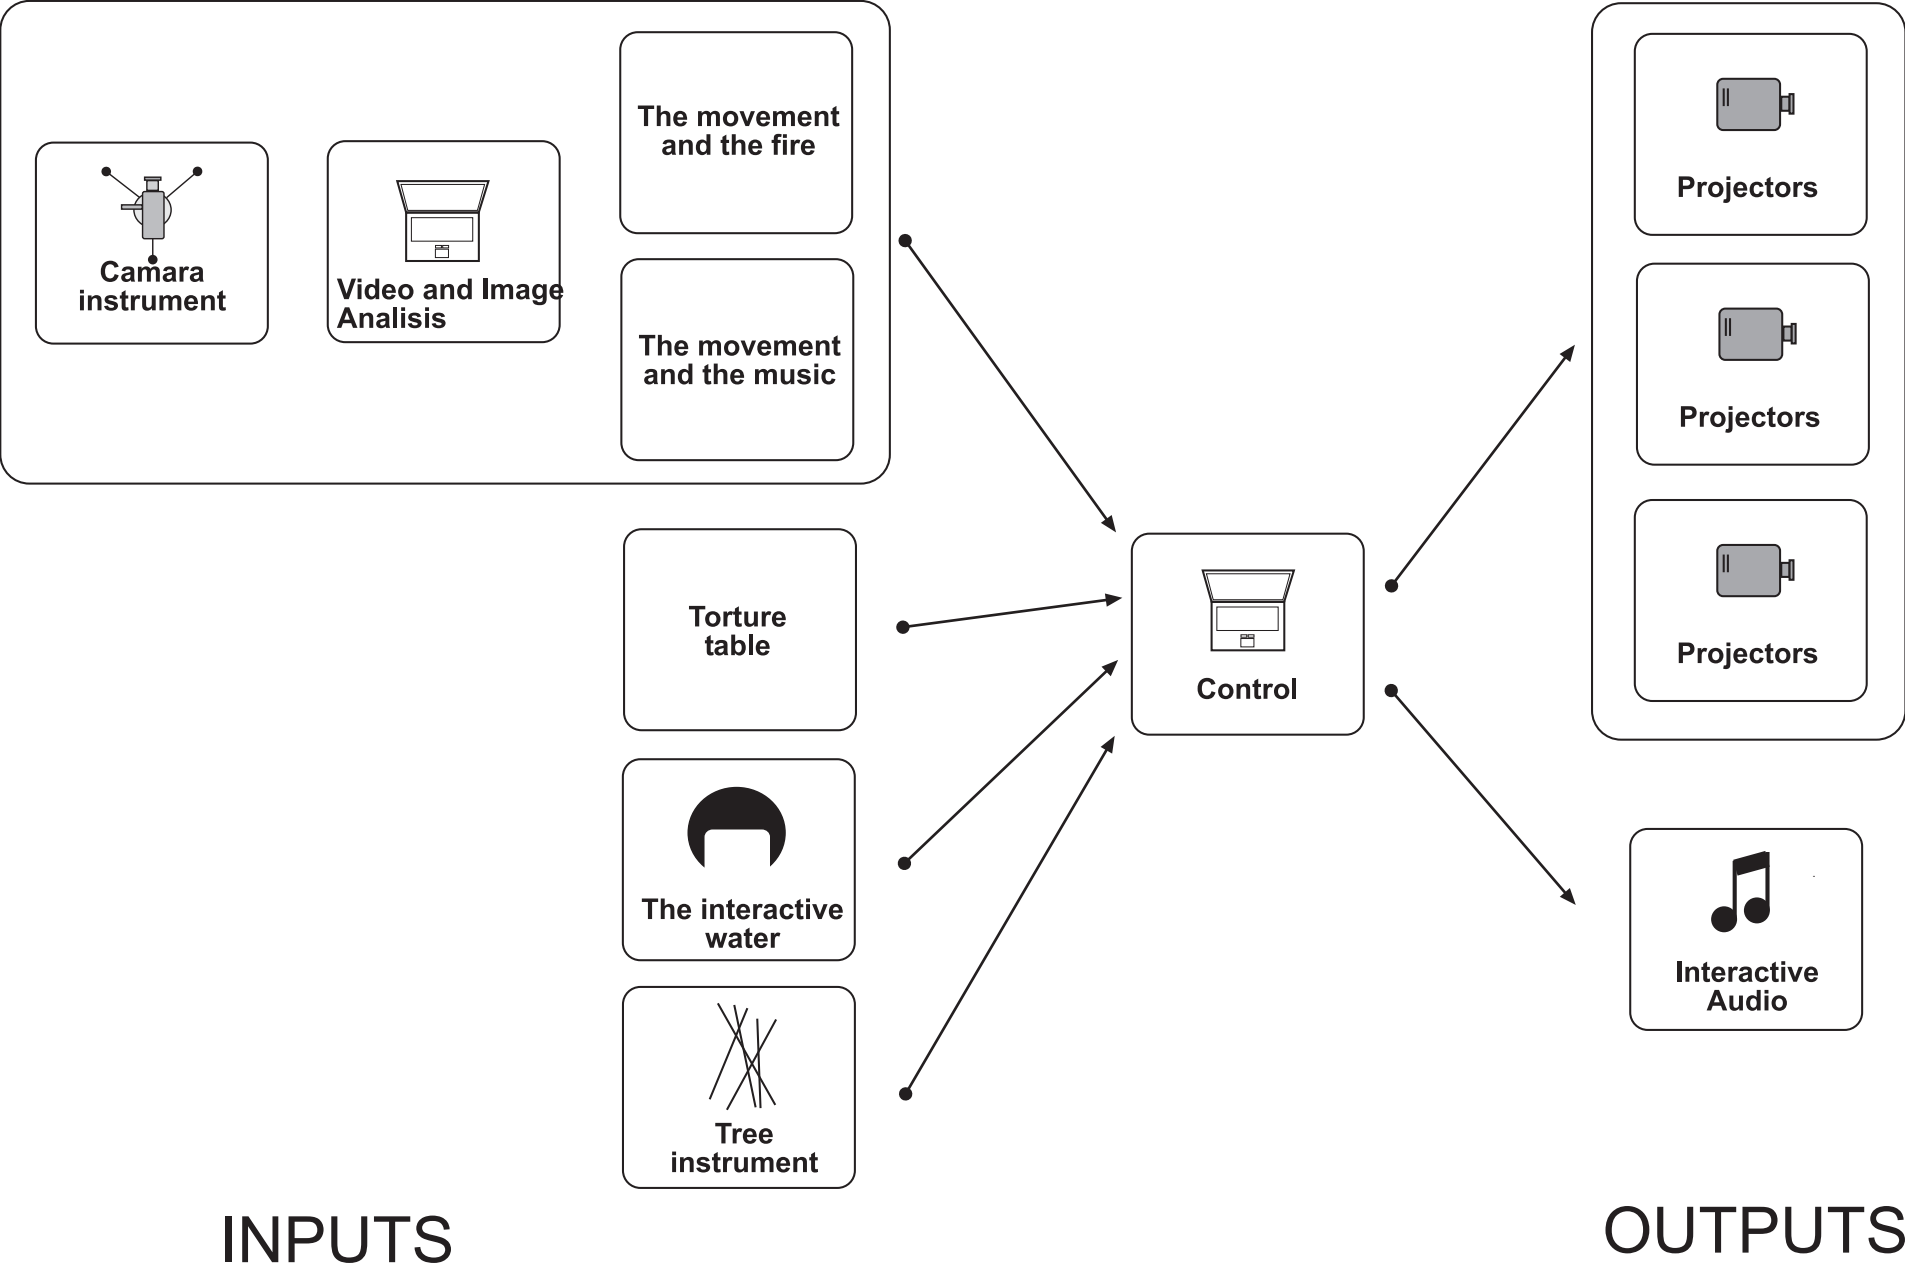 The movement
and the fire
Camara
instrument
Video and Image
Analisis
The movement
and the music
Torture
table
The interactive
water
Tree
instrument
Control
Projectors
Projectors
Projectors
Interactive
Audio
INPUTS
OUTPUTS